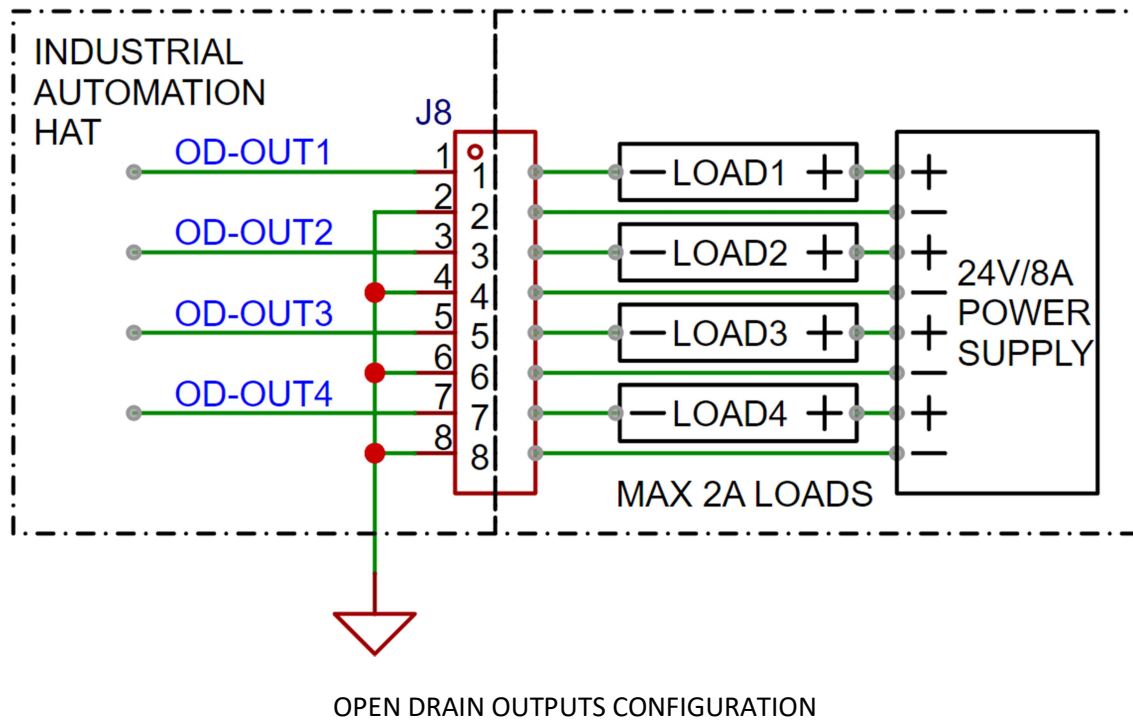 INDUSTRIAL
AUTOMATION
HAT
J8
OD-OUT1
1
1
− LOAD1 +
+
2
2
−
OD-OUT2
3
3
− LOAD2 +
+
4
4
−
24V/8A
POWER
SUPPLY
OD-OUT3
5
5
− LOAD3 +
+
6
6
−
OD-OUT4
7
7
− LOAD4 +
+
8
8
−
MAX 2A LOADS
OPEN DRAIN OUTPUTS CONFIGURATION